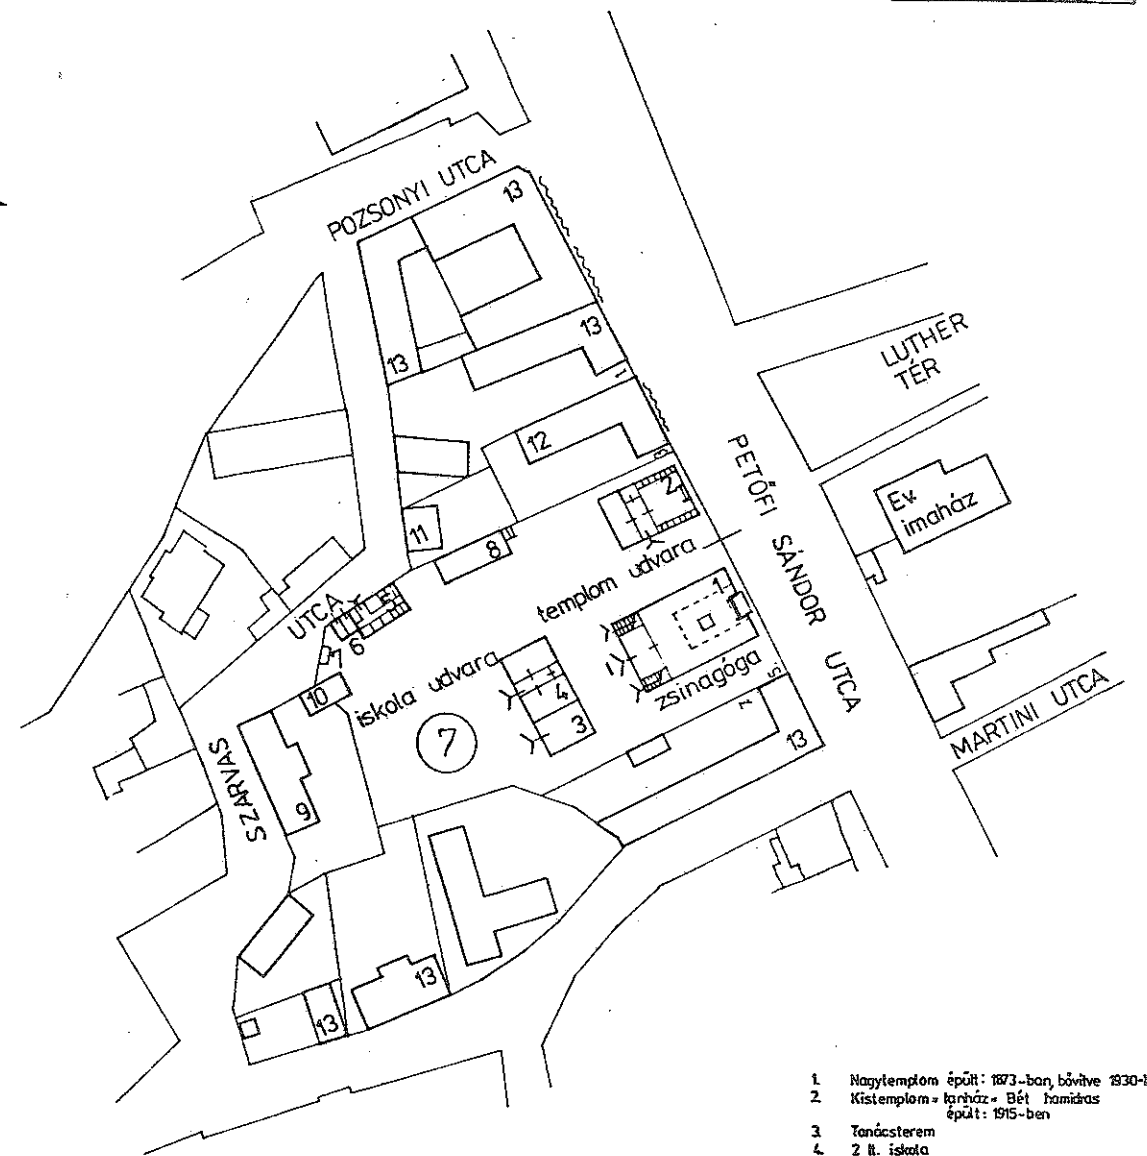 POZSONYI UTCA
13
13
13
LUTHER
TÉR
12
2
PETŐFI SÁNDOR UTCA
Ev.
imaház
11
8
templom udvara
1
UTCA
5
6
7
10
iskola udvara
4
3
zsinagóga
7
13
MARTINI UTCA
SZARVAS
9
13
13
1. Nagytemplom épült: 1873-ban, bővítve 1930-
2 Kistemplom = tanház = Bét hamidras
épült: 1915-ben
3. Tanácsterem
4. 2 t. iskola